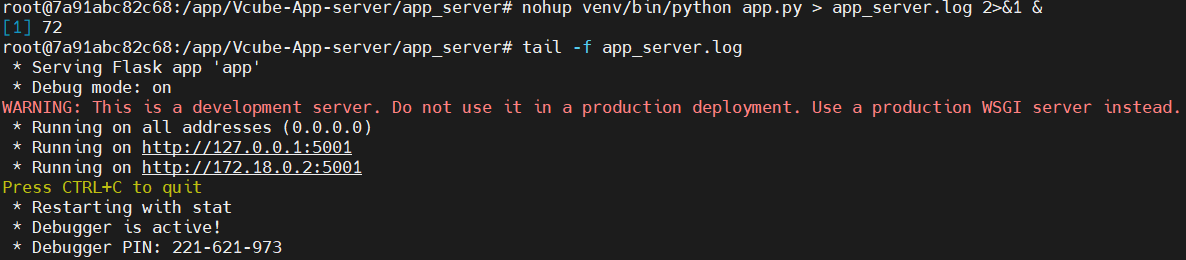 root@7a91abc82c68:/app/Vcube-App-server/app_server# nohup venv/bin/python app.py > app_server.log 2>&1 &
[1] 72
root@7a91abc82c68:/app/Vcube-App-server/app_server# tail -f app_server.log
 * Serving Flask app 'app'
 * Debug mode: on
WARNING: This is a development server. Do not use it in a production deployment. Use a production WSGI server instead.
 * Running on all addresses (0.0.0.0)
 * Running on http://127.0.0.1:5001
 * Running on http://172.18.0.2:5001
Press CTRL+C to quit
 * Restarting with stat
 * Debugger is active!
 * Debugger PIN: 221-621-973